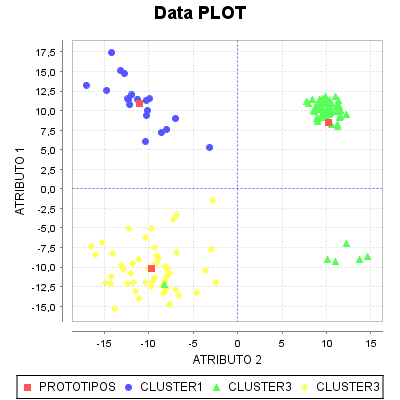 Data PLOT
17,5
15,0
12,5
10,0
7,5
5,0
2,5
0,0
-2,5
-5,0
-7,5
-10,0
-12,5
-15,0
ATRIBUTO 1
-15 -10 -5 0 5 10 15
ATRIBUTO 2
PROTOTIPOS CLUSTER1 CLUSTER3 CLUSTER3